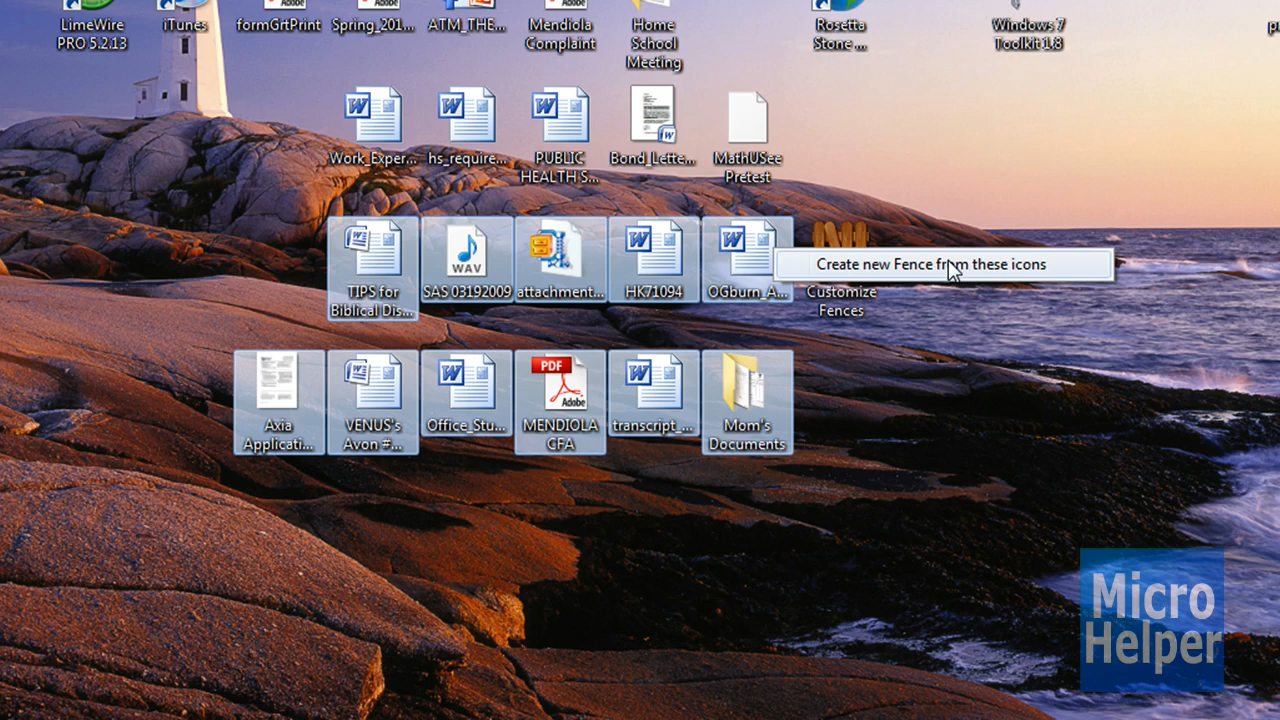 LimeWire
PRO 5.2.13
iTunes
formGrtPrint
Spring_201...
ATM_THE...
Mendiola
Complaint
Home
School
Meeting
Rosetta
Stone ...
Windows 7
Toolkit 1.8
Work_Exper...
hs_require...
PUBLIC
HEALTH S...
Bond_Lette...
MathUSee
Pretest
TIPS for
Biblical Dis...
WAV
SAS 03192009
attachment...
HK71094
OGburn_A...
Create new Fence from these icons
Customize
Fences
Axia
Applicati...
VENUS's
Avon #...
Office_Stu...
PDF
Adobe
MENDIOLA
CFA
transcript_...
Mom's
Documents
Micro
Helper